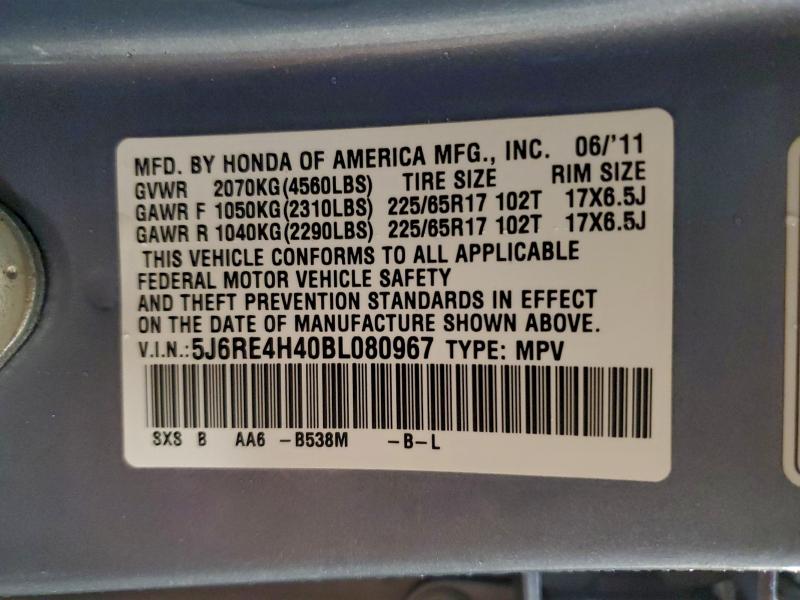 MFD. BY HONDA OF AMERICA MFG., INC. 06/'11
GVWR 2070KG(4560LBS) TIRE SIZE RIM SIZE
GAWR F 1050KG(2310LBS) 225/65R17 102T 17X6.5J
GAWR R 1040KG(2290LBS) 225/65R17 102T 17X6.5J
THIS VEHICLE CONFORMS TO ALL APPLICABLE
FEDERAL MOTOR VEHICLE SAFETY
AND THEFT PREVENTION STANDARDS IN EFFECT
ON THE DATE OF MANUFACTURE SHOWN ABOVE.
V.I.N.:5J6RE4H40BL080967 TYPE: MPV
SXS B AA6 -B538M -B-L